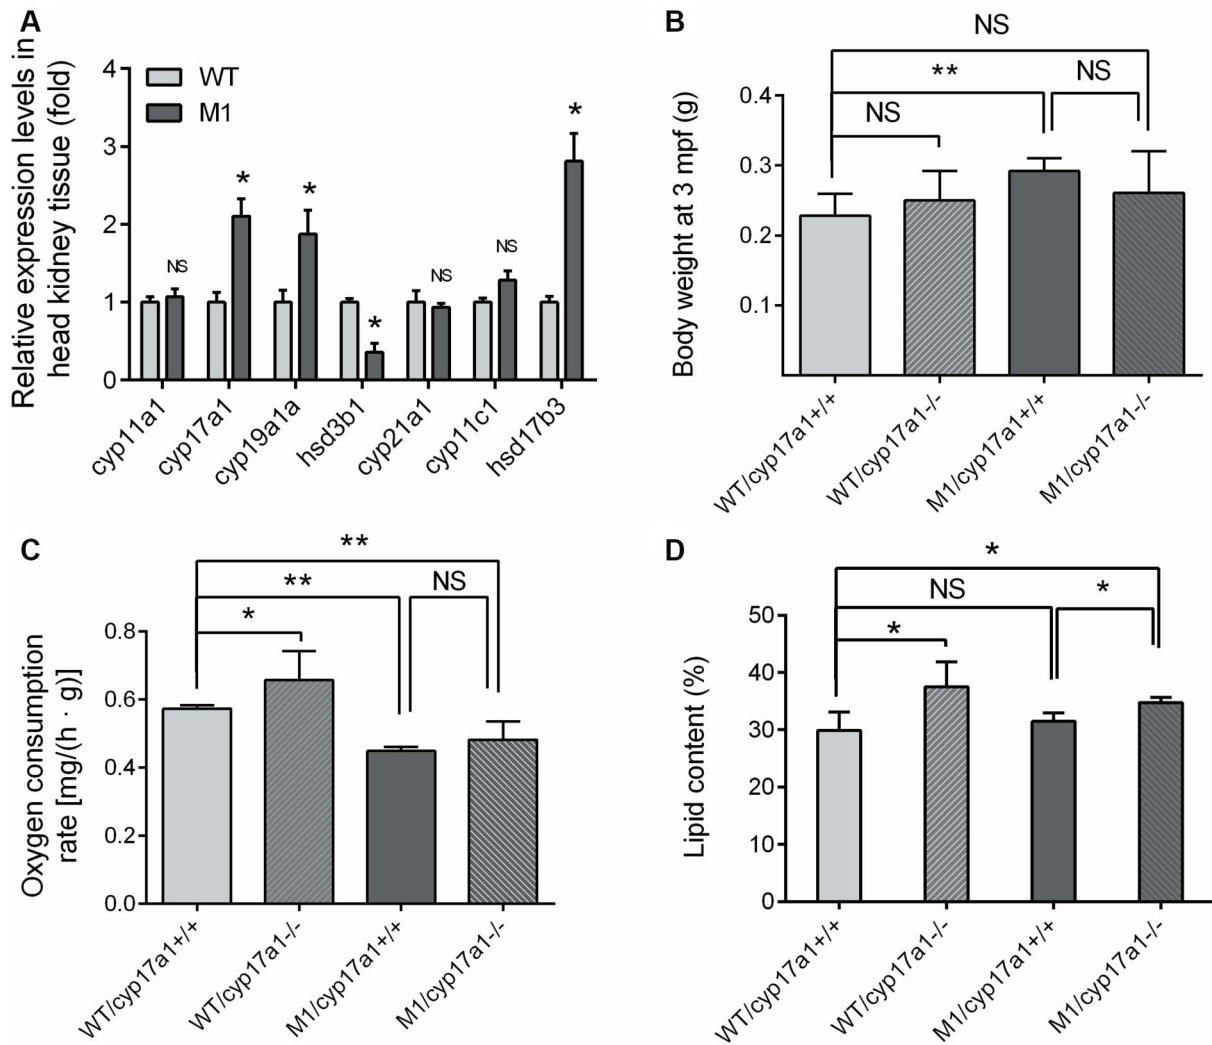 A
Relative expression levels in
head kidney tissue (fold)
4
3
2
1
0
WT
M1
NS
*
*
*
NS
NS
*
cyp11a1
cyp17a1
cyp19a1a
hsd3b1
cyp21a1
cyp11c1
hsd17b3
B
Body weight at 3 mpf (g)
0.4
0.3
0.2
0.1
NS
**
NS
NS
WT/cyp17a1+/+
WT/cyp17a1-/-
M1/cyp17a1+/+
M1/cyp17a1-/-
C
Oxygen consumption
rate [mg/(h · g)]
0.8
0.6
0.4
0.2
0.0
**
**
NS
*
WT/cyp17a1+/+
WT/cyp17a1-/-
M1/cyp17a1+/+
M1/cyp17a1-/-
D
Lipid content (%)
50
40
30
20
10
0
*
NS
*
*
WT/cyp17a1+/+
WT/cyp17a1-/-
M1/cyp17a1+/+
M1/cyp17a1-/-